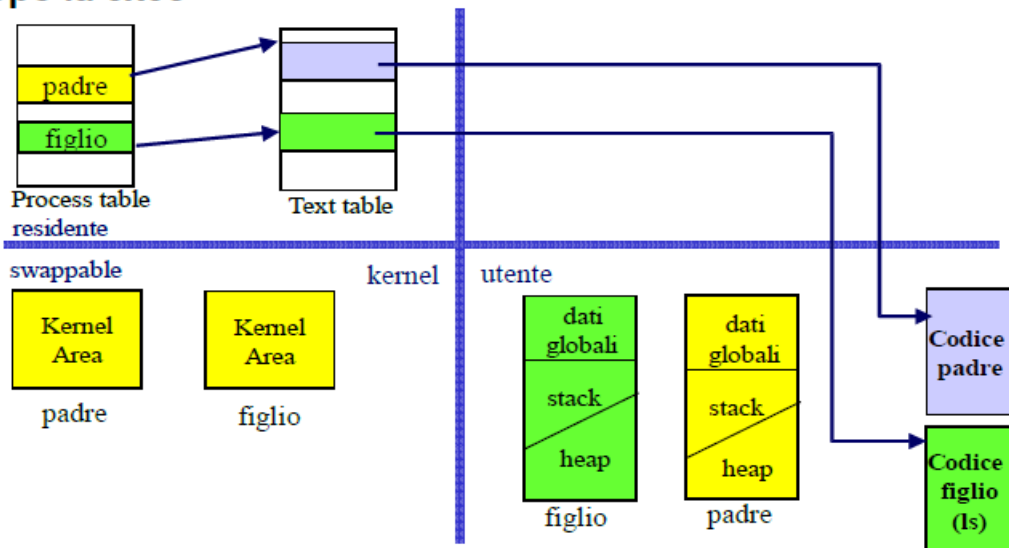 padre
figlio
Process table
residente
Text table
swappable
kernel
utente
Kernel
Area
padre
Kernel
Area
figlio
dati
globali
stack
heap
figlio
dati
globali
stack
heap
padre
Codice
padre
Codice
figlio
(ls)